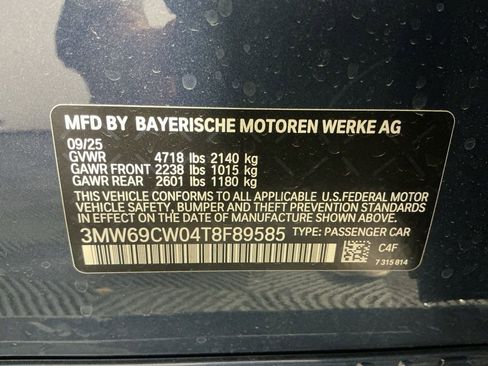 MFD BY BAYERISCHE MOTOREN WERKE AG
09/25
GVWR 4718 lbs 2140 kg
GAWR FRONT 2238 lbs 1015 kg
GAWR REAR 2601 lbs 1180 kg
THIS VEHICLE CONFORMS TO ALL APPLICABLE U.S.FEDERAL MOTOR
VEHICLE SAFETY, BUMPER, AND THEFT PREVENTION STANDARDS
IN EFFECT ON THE DATE OF MANUFACTURE SHOWN ABOVE.
3MW69CW04T8F89585 TYPE: PASSENGER CAR
C4F
7 315 814